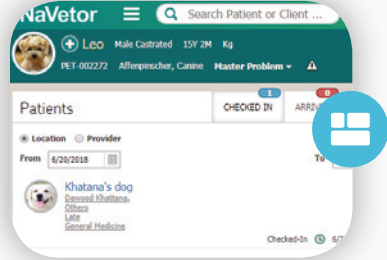 NaVetor
Search Patient or Client ...
Leo Male Castrated 15Y 2M Kg
PET-002272 Affenpinscher, Canine Master Problem
Patients
1
CHECKED IN
0
Location Provider
From 6/20/2018
To
Khatana's dog
Dawood Khattana,
Others
Late
General Medicine
Checked-In